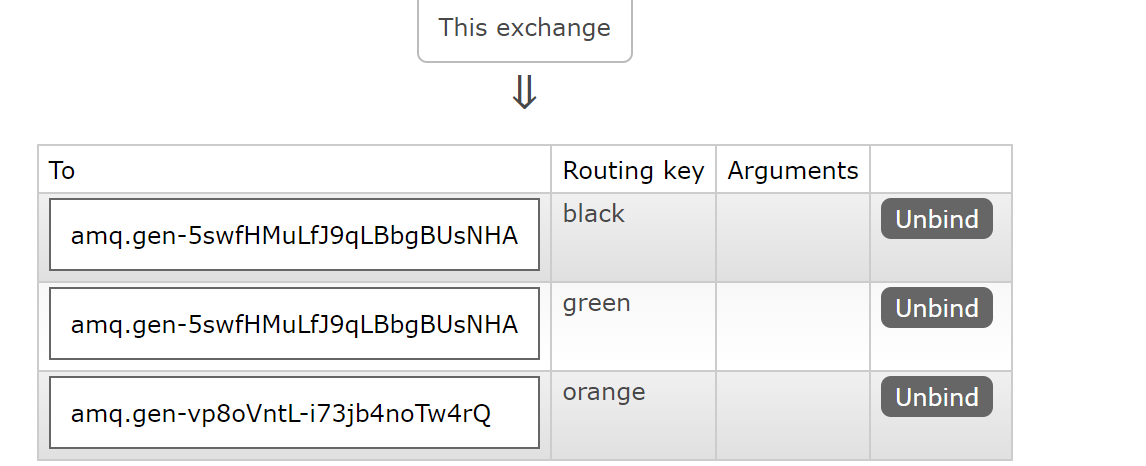 This exchange
⇓
To Routing key Arguments
amq.gen-5swfHMuLfJ9qLBbgBUsNHA black Unbind
amq.gen-5swfHMuLfJ9qLBbgBUsNHA green Unbind
amq.gen-vp8oVntL-i73jb4noTw4rQ orange Unbind